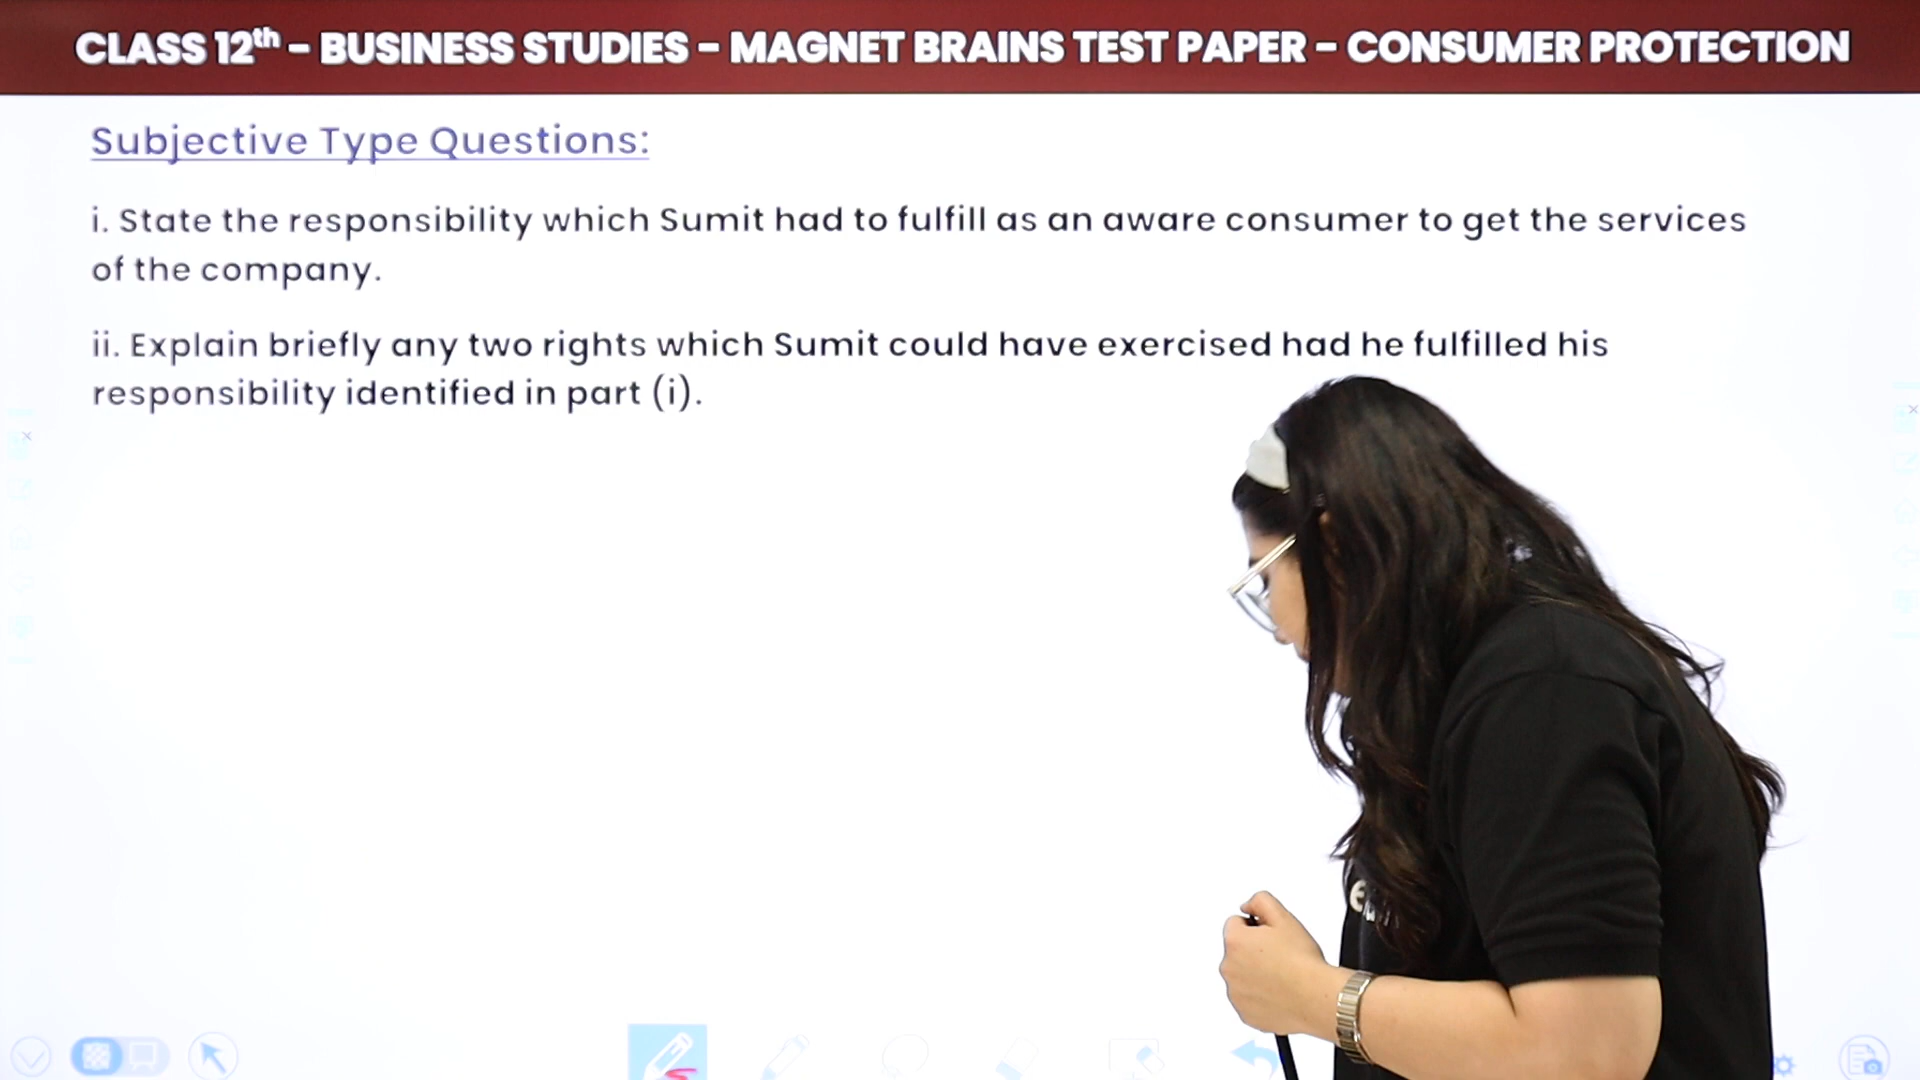 CLASS 12th – BUSINESS STUDIES – MAGNET BRAINS TEST PAPER – CONSUMER PROTECTION
Subjective Type Questions:
i. State the responsibility which Sumit had to fulfill as an aware consumer to get the services
of the company.
ii. Explain briefly any two rights which Sumit could have exercised had he fulfilled his
responsibility identified in part (i).